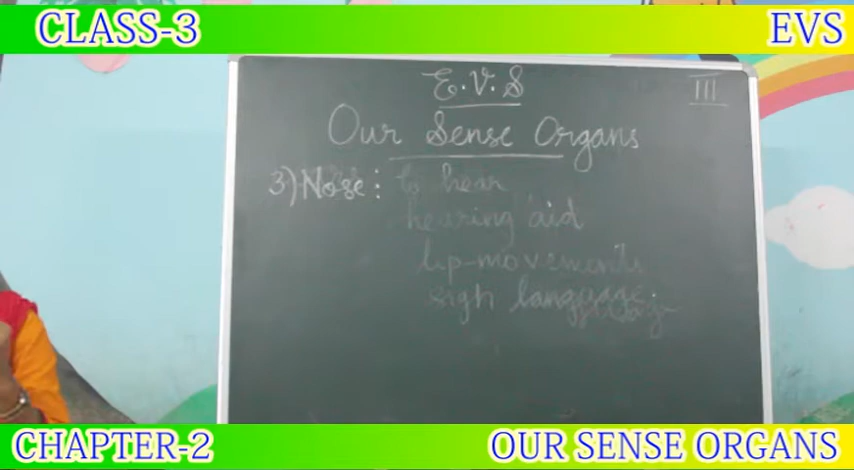 CLASS-3 EVS
E.V.S III
Our Sense Organs
3) Nose :
to hear
hearing aid
lip-movements
sigh language
CHAPTER-2 OUR SENSE ORGANS